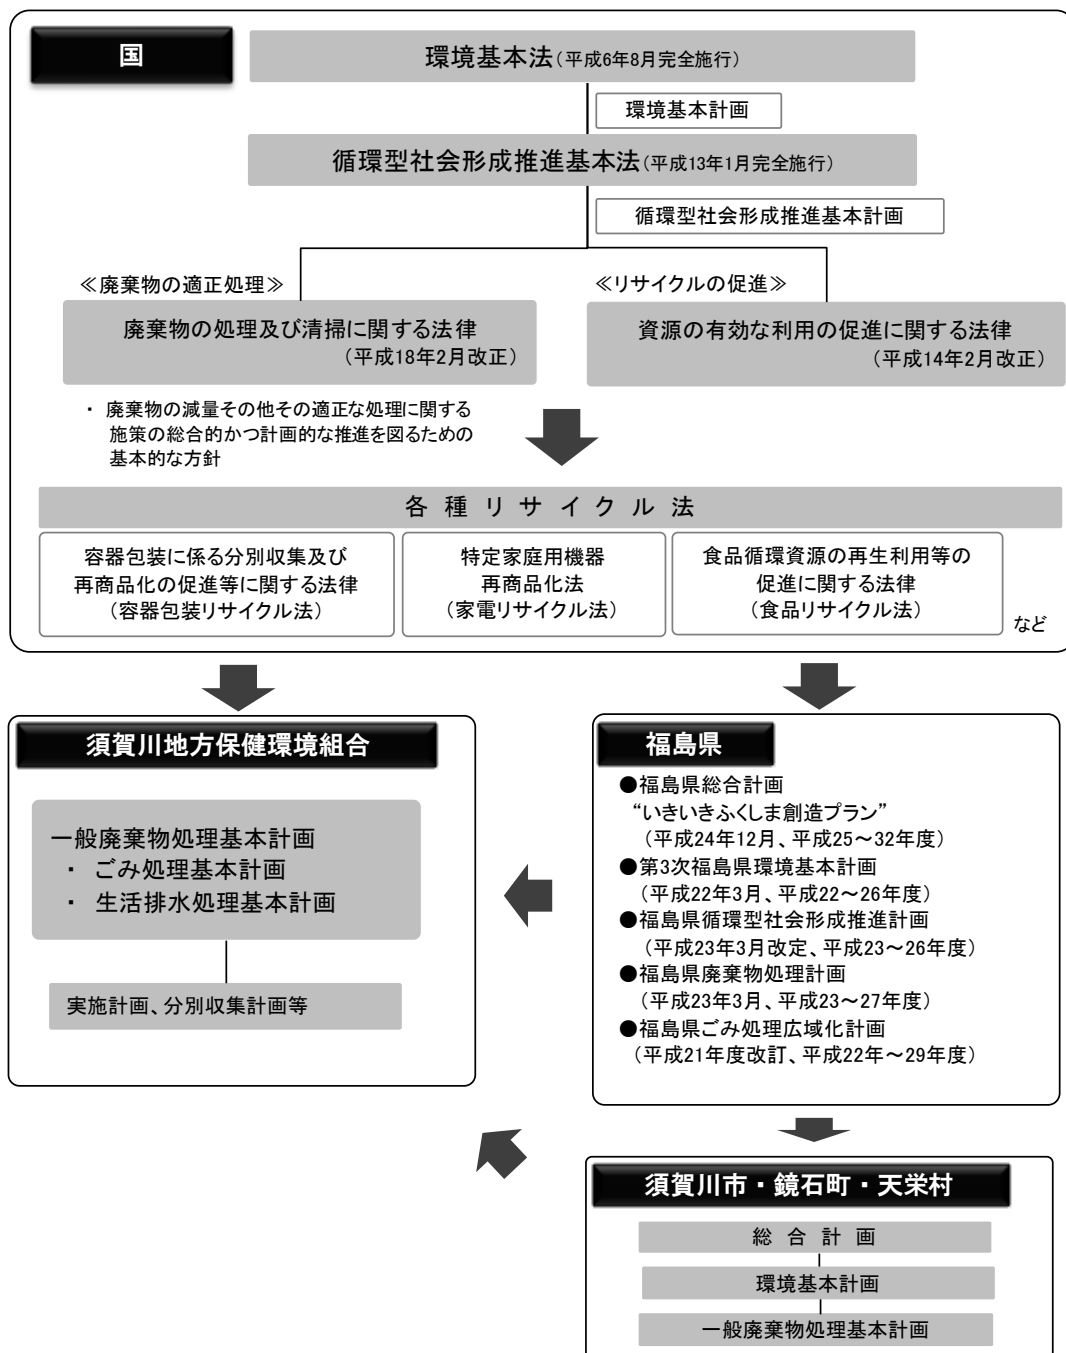 国
環境基本法(平成6年8月完全施行)
環境基本計画
循環型社会形成推進基本法(平成13年1月完全施行)
循環型社会形成推進基本計画
≪廃棄物の適正処理≫
≪リサイクルの促進≫
廃棄物の処理及び清掃に関する法律
(平成18年2月改正)
資源の有効な利用の促進に関する法律
(平成14年2月改正)
・ 廃棄物の減量その他その適正な処理に関する
施策の総合的かつ計画的な推進を図るための
基本的な方針
各種リサイクル法
容器包装に係る分別収集及び
再商品化の促進等に関する法律
(容器包装リサイクル法)
特定家庭用機器
再商品化法
(家電リサイクル法)
食品循環資源の再生利用等の
促進に関する法律
(食品リサイクル法)
など
須賀川地方保健環境組合
一般廃棄物処理基本計画
・ ごみ処理基本計画
・ 生活排水処理基本計画
実施計画、分別収集計画等
福島県
●福島県総合計画
“いきいきふくしま創造プラン”
(平成24年12月、平成25～32年度)
●第3次福島県環境基本計画
(平成22年3月、平成22～26年度)
●福島県循環型社会形成推進計画
(平成23年3月改定、平成23～26年度)
●福島県廃棄物処理計画
(平成23年3月、平成23～27年度)
●福島県ごみ処理広域化計画
(平成21年度改訂、平成22年～29年度)
須賀川市・鏡石町・天栄村
総合計画
環境基本計画
一般廃棄物処理基本計画